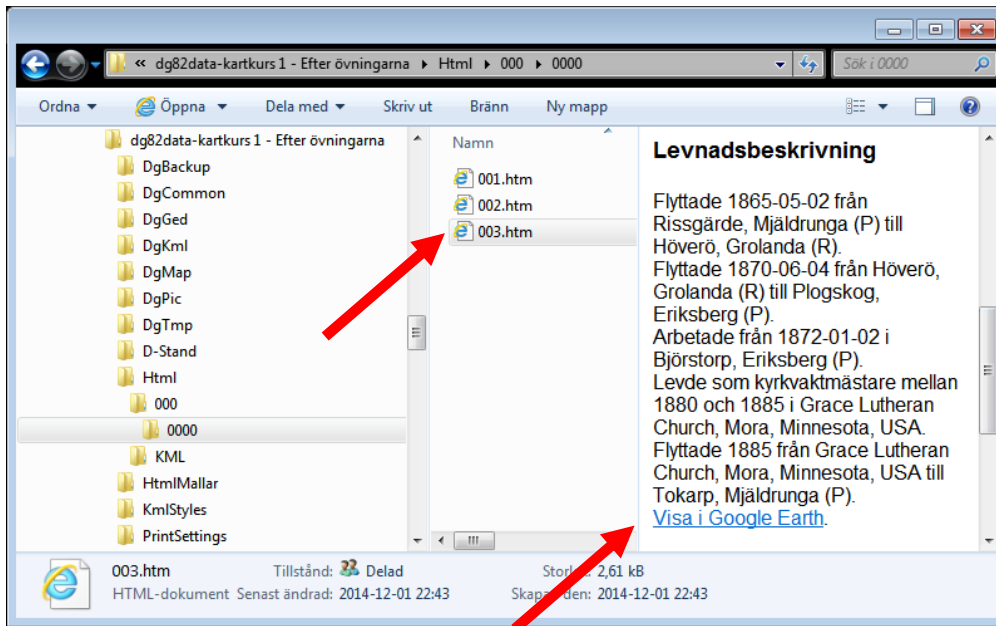 « dg82data-kartkurs 1 - Efter övningarna ▸ Html ▸ 000 ▸ 0000
Sök i 0000
Ordna Öppna Dela med Skriv ut Bränn Ny mapp
dg82data-kartkurs 1 - Efter övningarna
DgBackup
DgCommon
DgGed
DgKml
DgMap
DgPic
DgTmp
D-Stand
Html
000
0000
KML
HtmlMallar
KmlStyles
PrintSettings
Namn
001.htm
002.htm
003.htm
Levnadsbeskrivning
Flyttade 1865-05-02 från
Rissgärde, Mjäldrunga (P) till
Höverö, Grolanda (R).
Flyttade 1870-06-04 från Höverö,
Grolanda (R) till Plogskog,
Eriksberg (P).
Arbetade från 1872-01-02 i
Björstorp, Eriksberg (P).
Levde som kyrkvaktmästare mellan
1880 och 1885 i Grace Lutheran
Church, Mora, Minnesota, USA.
Flyttade 1885 från Grace Lutheran
Church, Mora, Minnesota, USA till
Tokarp, Mjäldrunga (P).
Visa i Google Earth.
003.htm Tillstånd: Delad 2,61 kB
HTML-dokument Senast ändrad: 2014-12-01 22:43 2014-12-01 22:43